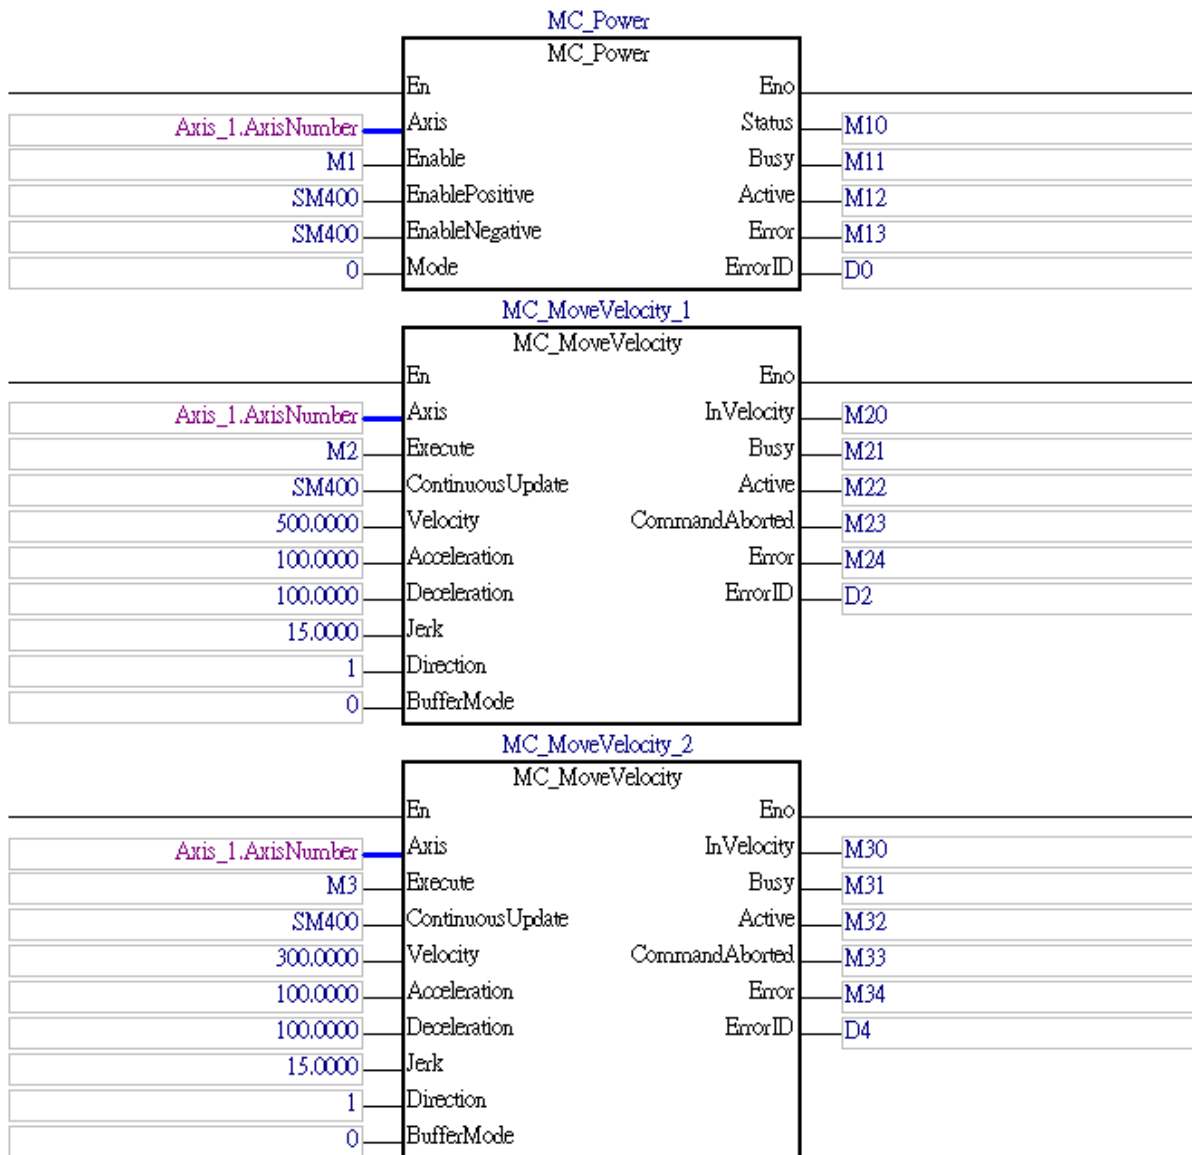 MC_Power
MC_Power
En Eno
Axis_1.AxisNumber Axis Status M10
M1 Enable Busy M11
SM400 EnablePositive Active M12
SM400 EnableNegative Error M13
0 Mode ErrorID D0
MC_MoveVelocity_1
MC_MoveVelocity
En Eno
Axis_1.AxisNumber Axis InVelocity M20
M2 Execute Busy M21
SM400 ContinuousUpdate Active M22
500.0000 Velocity CommandAborted M23
100.0000 Acceleration Error M24
100.0000 Deceleration ErrorID D2
15.0000 Jerk
1 Direction
0 BufferMode
MC_MoveVelocity_2
MC_MoveVelocity
En Eno
Axis_1.AxisNumber Axis InVelocity M30
M3 Execute Busy M31
SM400 ContinuousUpdate Active M32
300.0000 Velocity CommandAborted M33
100.0000 Acceleration Error M34
100.0000 Deceleration ErrorID D4
15.0000 Jerk
1 Direction
0 BufferMode